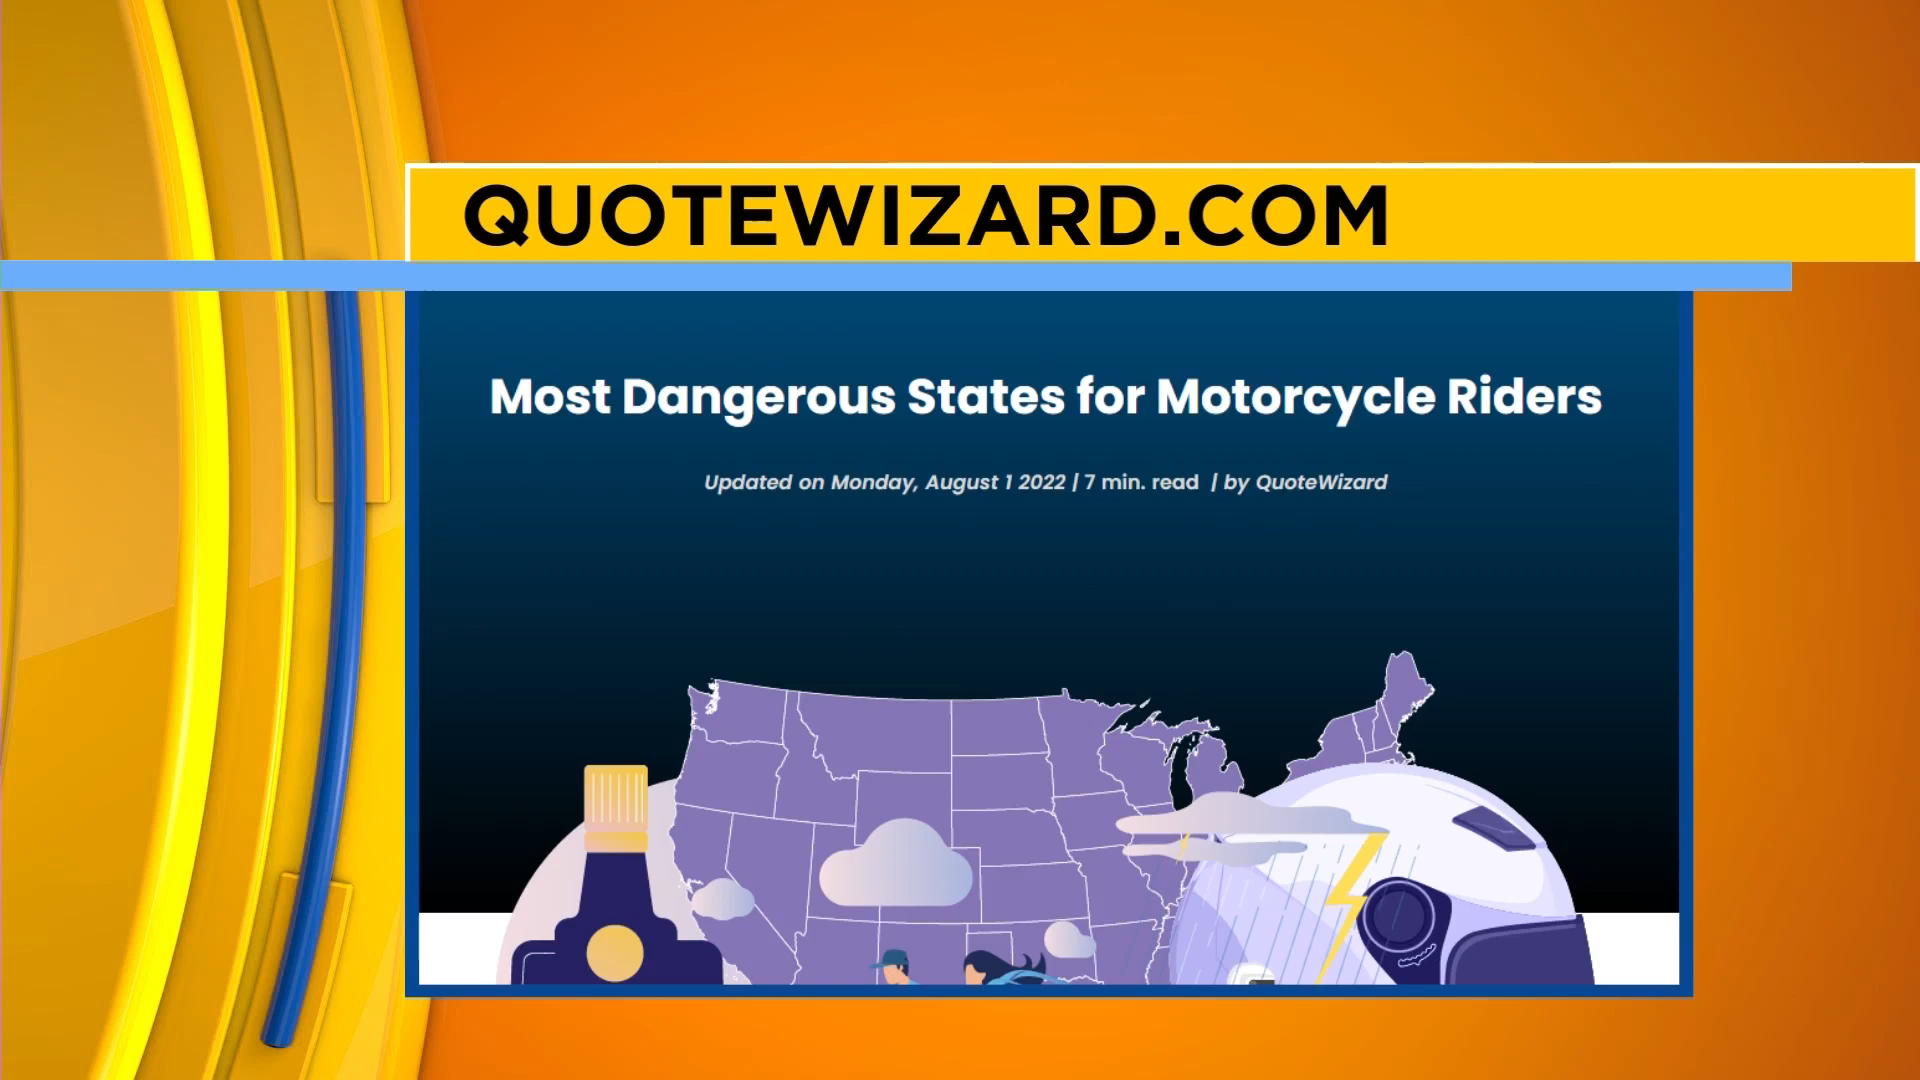 QUOTEWIZARD.COM
Most Dangerous States for Motorcycle Riders
Updated on Monday, August 1 2022 | 7 min. read | by QuoteWizard